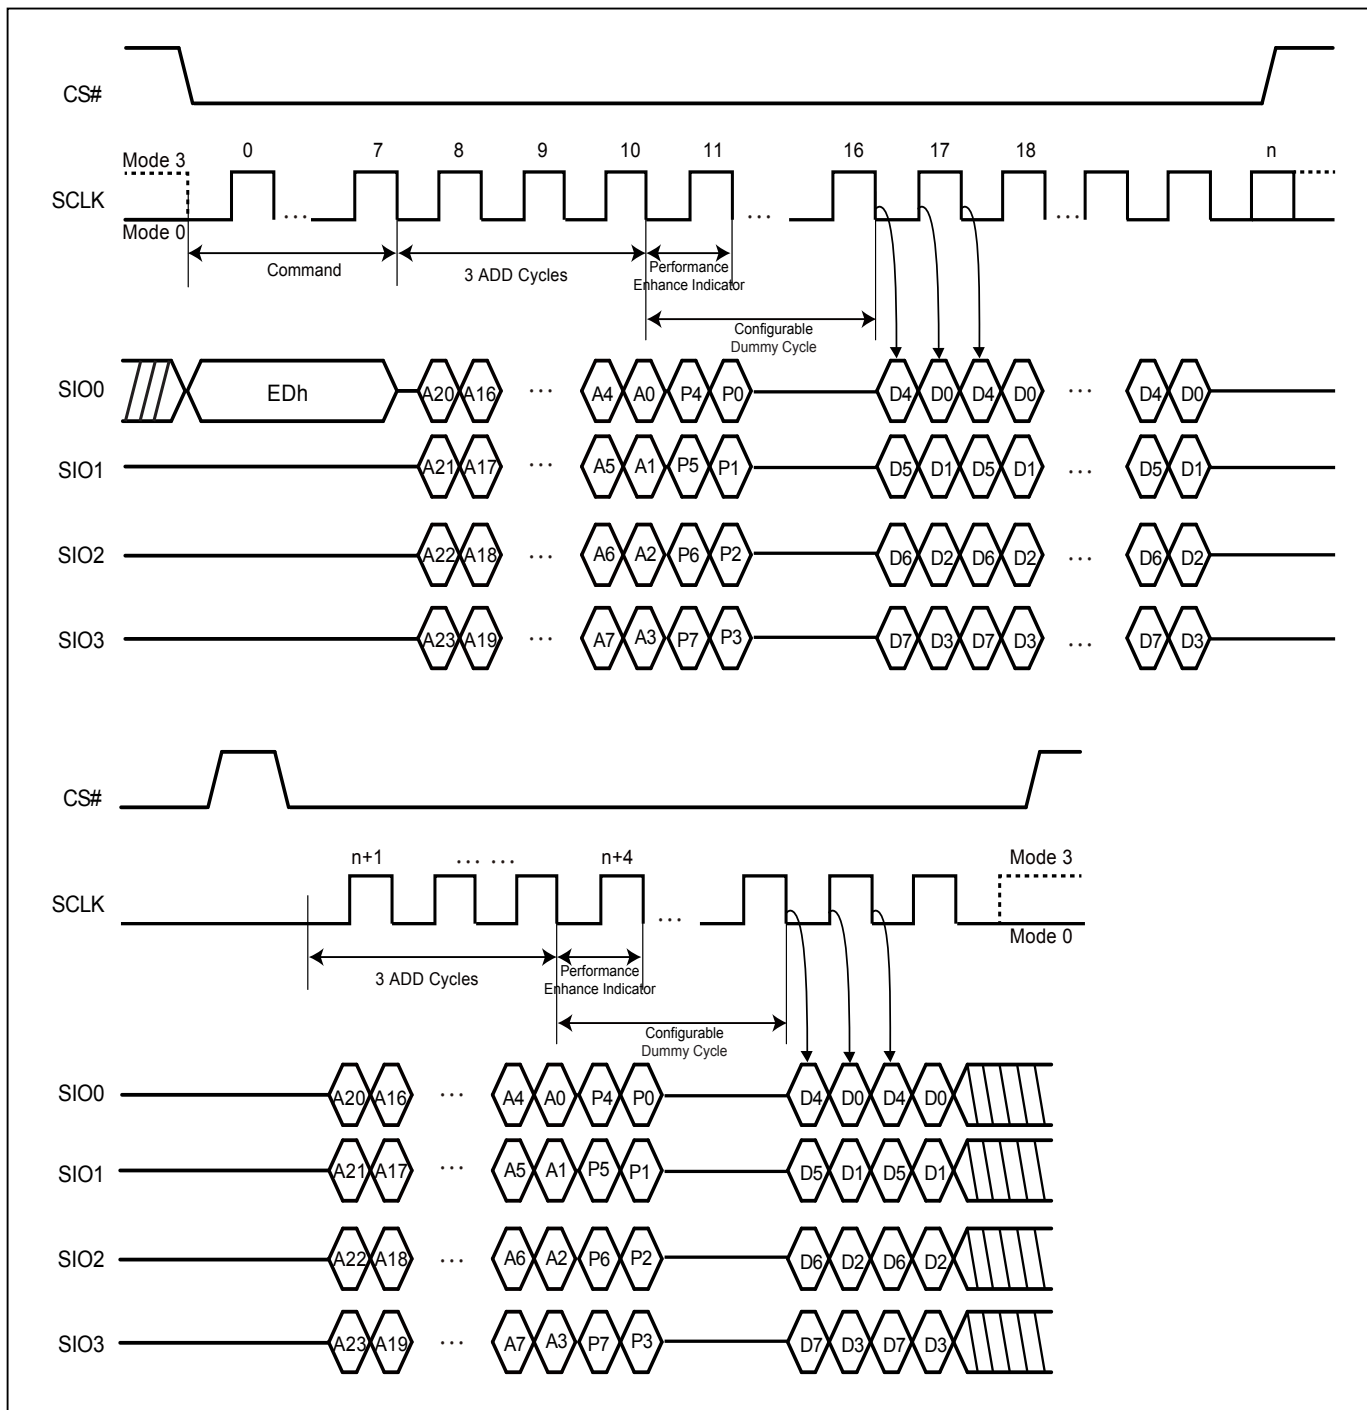 CS#
0 7 8 9 10 11 16 17 18 n
Mode 3
SCLK
Mode 0
Command
3 ADD Cycles
Performance
Enhance Indicator
Configurable
Dummy Cycle
SIO0 EDh A20 A16 ... A4 A0 P4 P0 D4 D0 D4 D0 ... D4 D0
SIO1 A21 A17 ... A5 A1 P5 P1 D5 D1 D5 D1 ... D5 D1
SIO2 A22 A18 ... A6 A2 P6 P2 D6 D2 D6 D2 ... D6 D2
SIO3 A23 A19 ... A7 A3 P7 P3 D7 D3 D7 D3 ... D7 D3
CS#
n+1 ... ... n+4 Mode 3
SCLK
Mode 0
3 ADD Cycles
Performance
Enhance Indicator
Configurable
Dummy Cycle
SIO0 A20 A16 ... A4 A0 P4 P0 D4 D0 D4 D0
SIO1 A21 A17 ... A5 A1 P5 P1 D5 D1 D5 D1
SIO2 A22 A18 ... A6 A2 P6 P2 D6 D2 D6 D2
SIO3 A23 A19 ... A7 A3 P7 P3 D7 D3 D7 D3